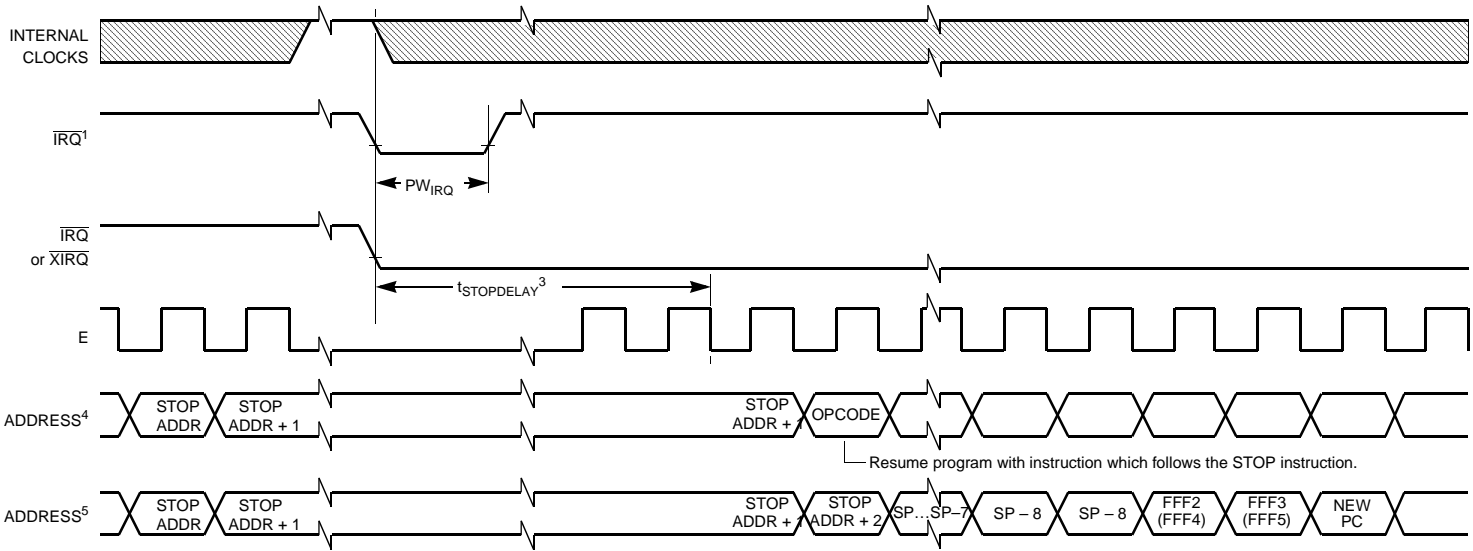 INTERNAL
CLOCKS
IRQ1
PWIRQ
IRQ
or XIRQ
tSTOPDELAY3
E
ADDRESS4
STOP
ADDR
STOP
ADDR + 1
STOP
ADDR + 1
OPCODE
Resume program with instruction which follows the STOP instruction.
ADDRESS5
STOP
ADDR
STOP
ADDR + 1
STOP
ADDR + 1
STOP
ADDR + 2
SP…SP–7
SP – 8
SP – 8
FFF2
(FFF4)
FFF3
(FFF5)
NEW
PC